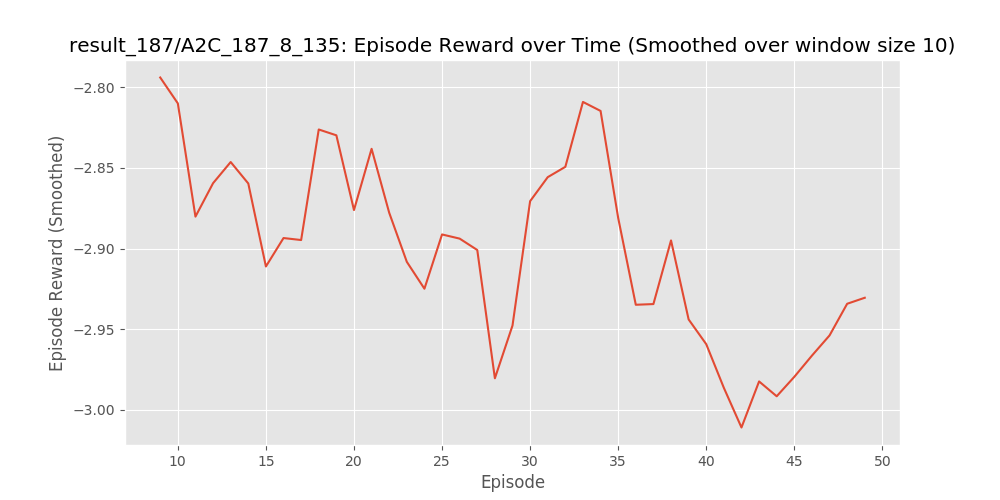 result_187/A2C_187_8_135: Episode Reward over Time (Smoothed over window size 10)
Episode Reward (Smoothed)
−2.80
−2.85
−2.90
−2.95
−3.00
10 15 20 25 30 35 40 45 50
Episode